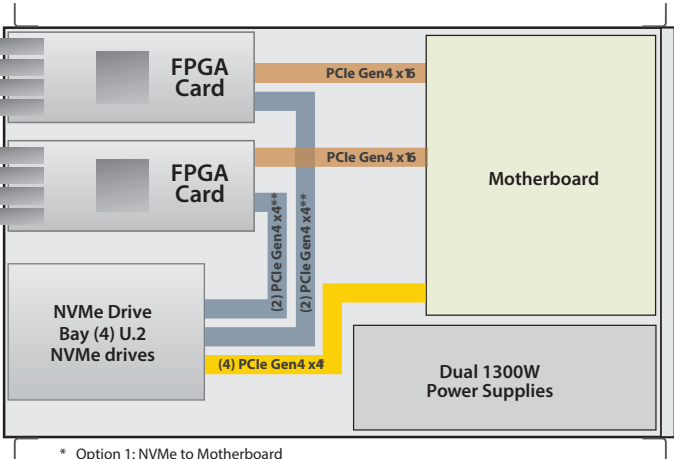 FPGA
Card
PCIe Gen4 x16
FPGA
Card
PCIe Gen4 x16
Motherboard
(2) PCIe Gen4 x4**
(2) PCIe Gen4 x4**
NVMe Drive
Bay (4) U.2
NVMe drives
(4) PCIe Gen4 x4*
Dual 1300W
Power Supplies
* Option 1: NVMe to Motherboard